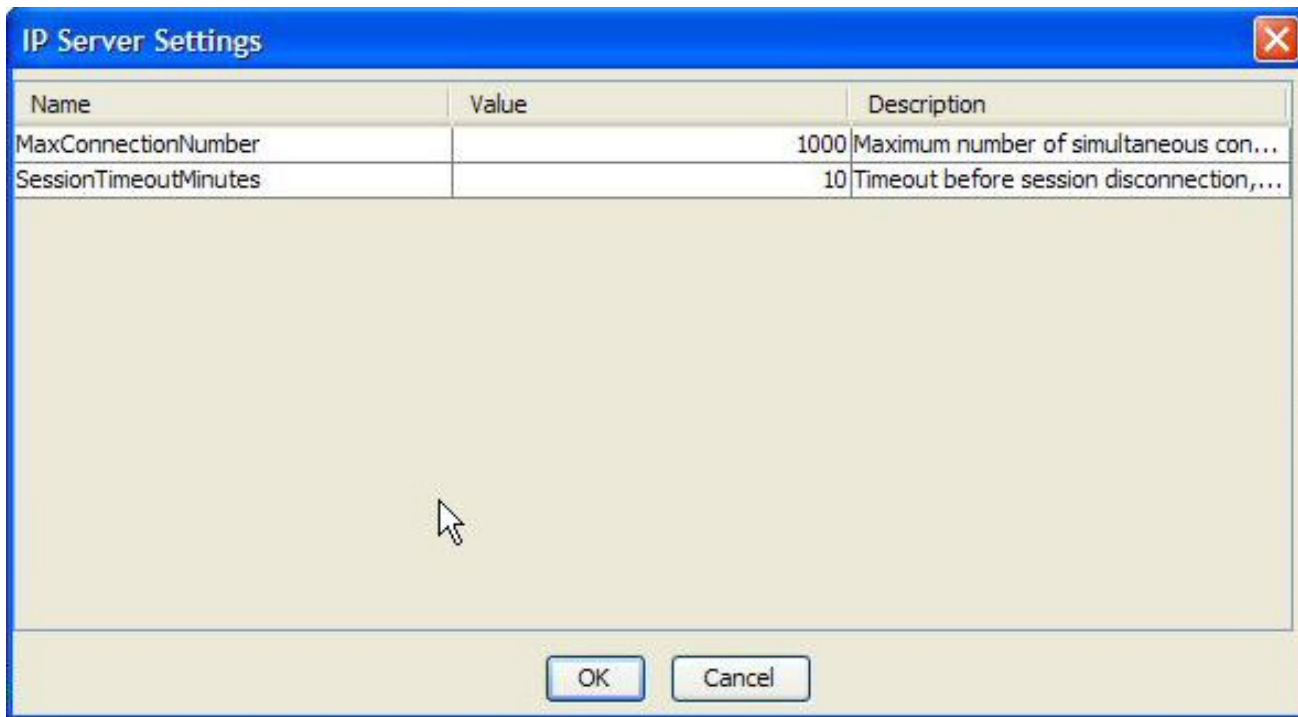 IP Server Settings
Name Value Description
MaxConnectionNumber 1000 Maximum number of simultaneous con...
SessionTimeoutMinutes 10 Timeout before session disconnection,...
OK Cancel